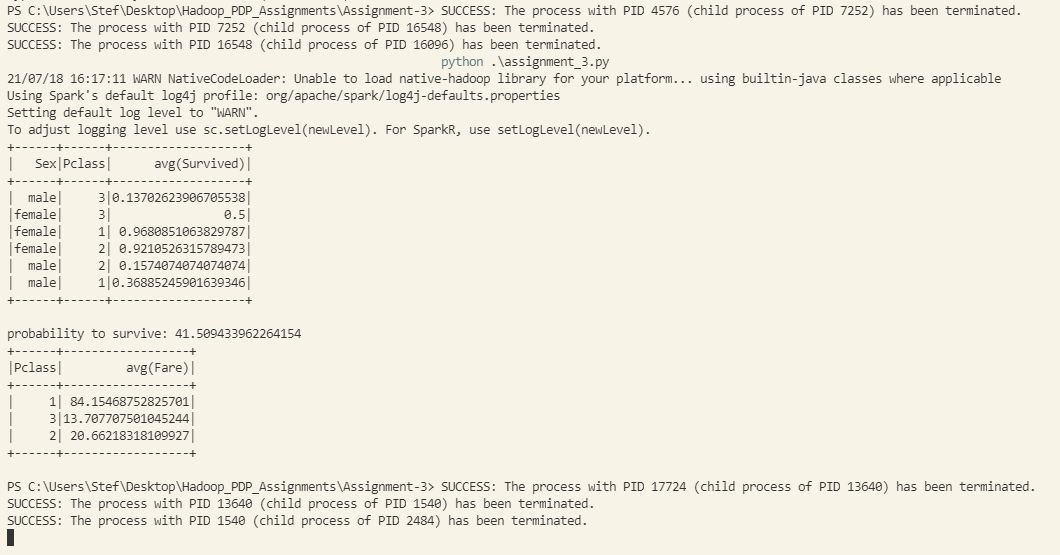 PS C:\Users\Stef\Desktop\Hadoop_PDP_Assignments\Assignment-3> SUCCESS: The process with PID 4576 (child process of PID 7252) has been terminated.
SUCCESS: The process with PID 7252 (child process of PID 16548) has been terminated.
SUCCESS: The process with PID 16548 (child process of PID 16096) has been terminated.
python .\assignment_3.py
21/07/18 16:17:11 WARN NativeCodeLoader: Unable to load native-hadoop library for your platform... using builtin-java classes where applicable
Using Spark's default log4j profile: org/apache/spark/log4j-defaults.properties
Setting default log level to "WARN".
To adjust logging level use sc.setLogLevel(newLevel). For SparkR, use setLogLevel(newLevel).
+------+------+-------------------+
|   Sex|Pclass|      avg(Survived)|
+------+------+-------------------+
|  male|     3|0.13702623906705538|
|female|     3|                0.5|
|female|     1| 0.9680851063829787|
|female|     2| 0.9210526315789473|
|  male|     2| 0.1574074074074074|
|  male|     1|0.36885245901639346|
+------+------+-------------------+
probability to survive: 41.509433962264154
+------+------------------+
|Pclass|         avg(Fare)|
+------+------------------+
|     1| 84.15468752825701|
|     3|13.707707501045244|
|     2| 20.66218318109927|
+------+------------------+
PS C:\Users\Stef\Desktop\Hadoop_PDP_Assignments\Assignment-3> SUCCESS: The process with PID 17724 (child process of PID 13640) has been terminated.
SUCCESS: The process with PID 13640 (child process of PID 1540) has been terminated.
SUCCESS: The process with PID 1540 (child process of PID 2484) has been terminated.